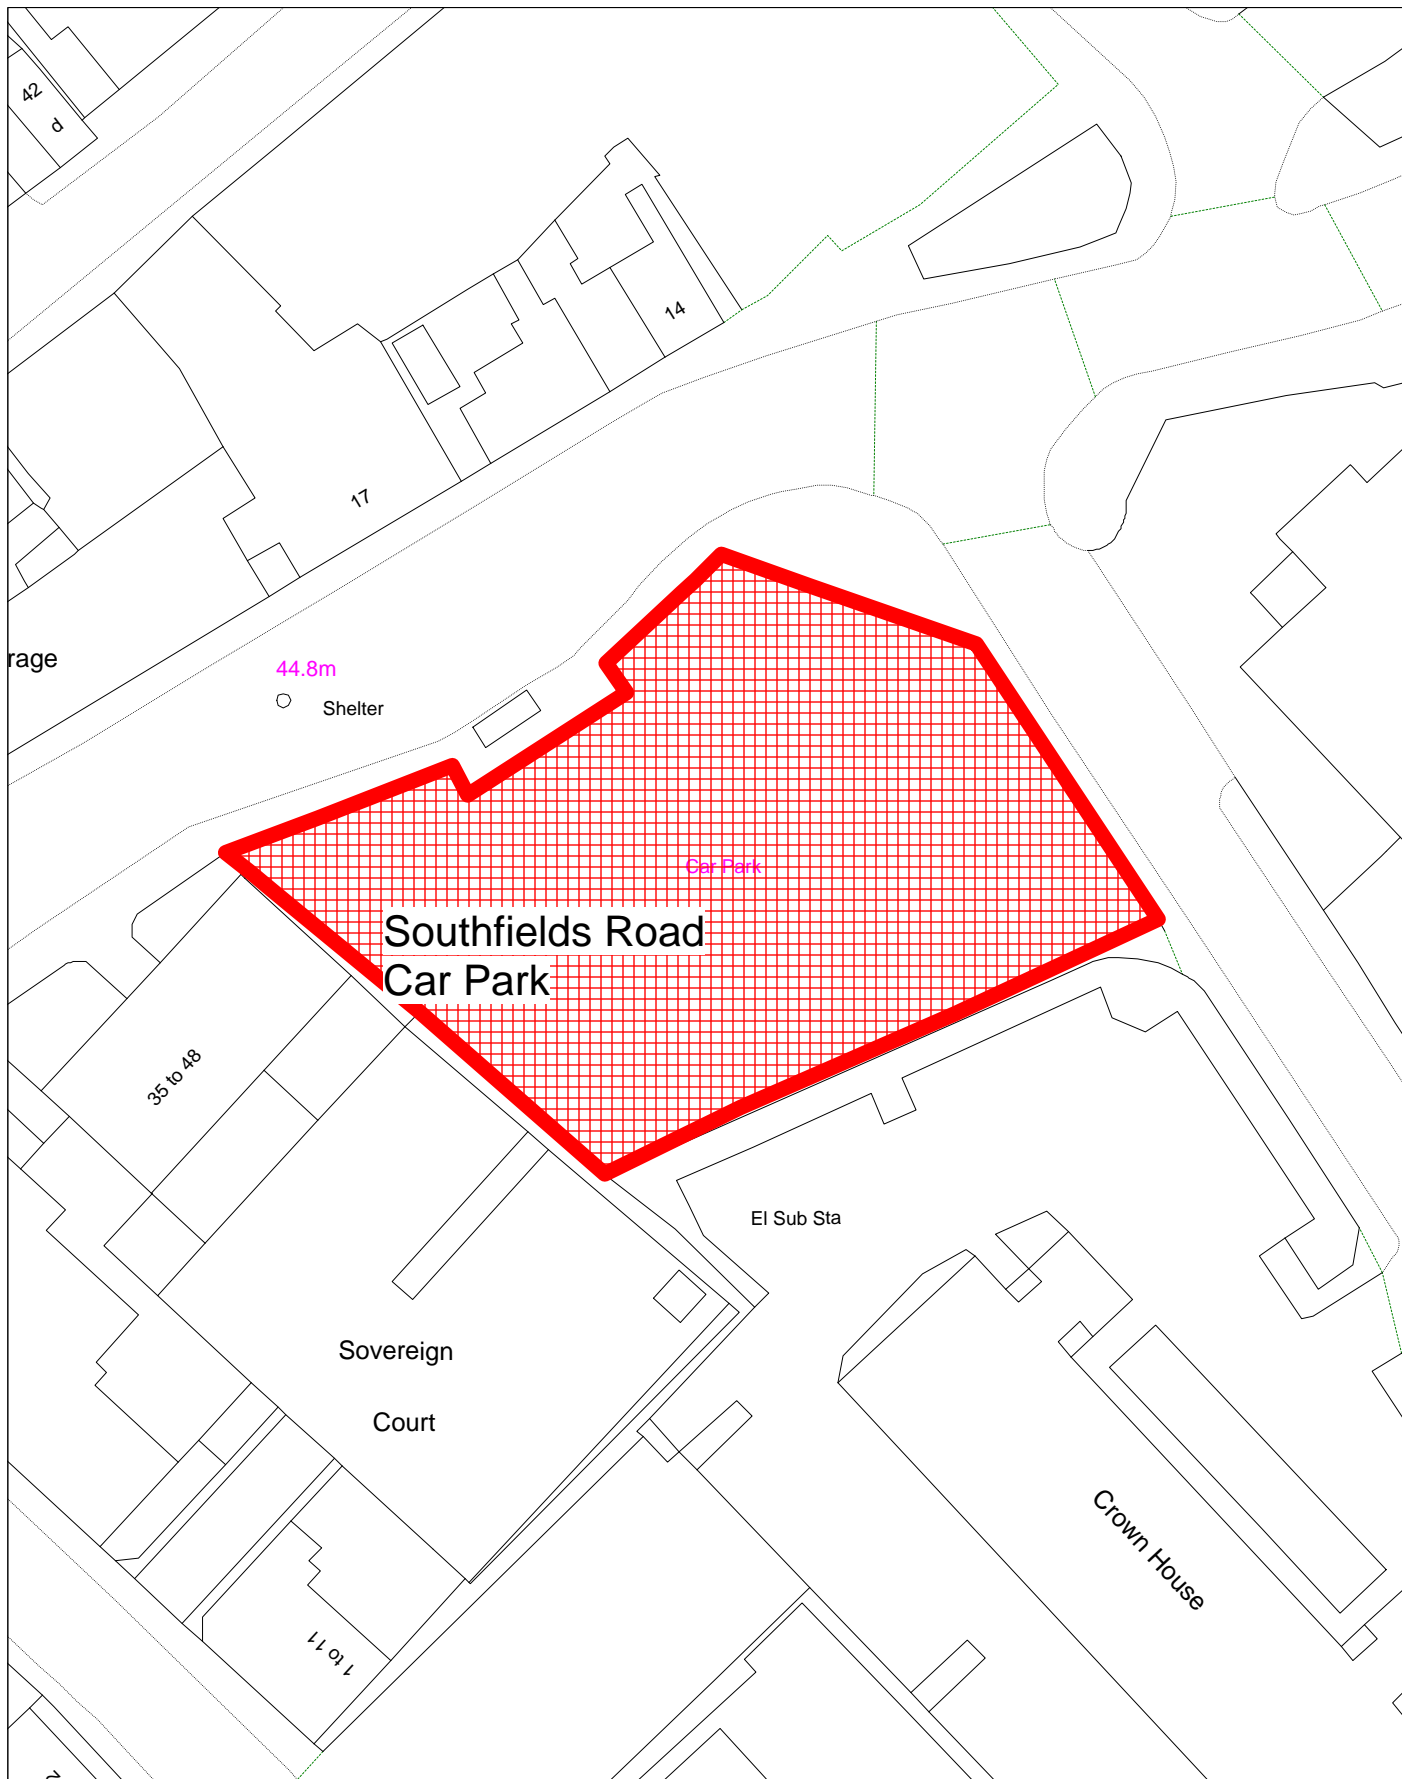 42
d
14
17
rage
44.8m
Shelter
Car Park
Southfields Road
Car Park
35 to 48
El Sub Sta
Sovereign
Court
Crown House
1 to 11
2